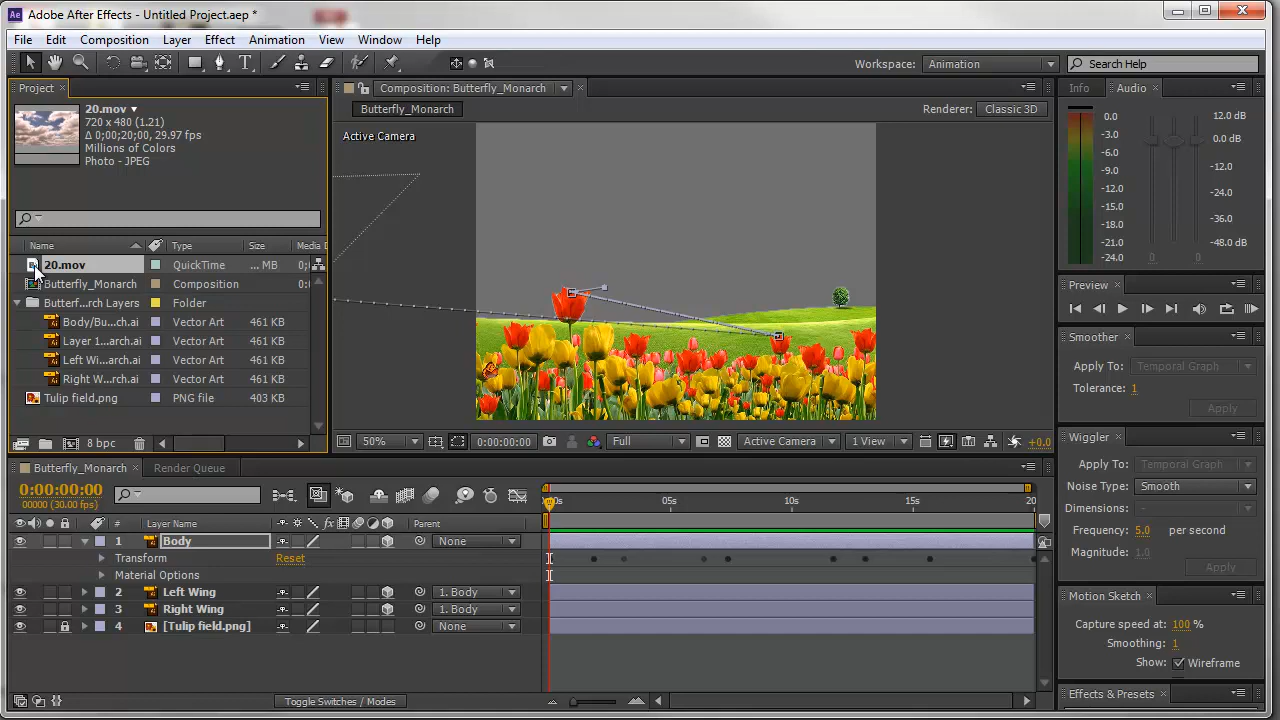 Adobe After Effects - Untitled Project.aep *
File Edit Composition Layer Effect Animation View Window Help
Workspace: Animation Search Help
Project
20.mov
720 x 480 (1.21)
Δ 0;00;20;00, 29.97 fps
Millions of Colors
Photo - JPEG
Name Type Size Media D
20.mov QuickTime ... MB 0;
Butterfly_Monarch Composition 0:0
Butterf...rch Layers Folder
Body/Bu...ch.ai Vector Art 461 KB
Layer 1...arch.ai Vector Art 461 KB
Left Wi...arch.ai Vector Art 461 KB
Right W...rch.ai Vector Art 461 KB
Tulip field.png PNG file 403 KB
8 bpc
Composition: Butterfly_Monarch
Butterfly_Monarch
Renderer: Classic 3D
Active Camera
50% 0:00:00:00 Full Active Camera 1 View +0.0
Info Audio
0.0 12.0 dB
-3.0 0.0 dB
-6.0
-9.0 -12.0
-12.0 -24.0
-15.0
-18.0 -36.0
-21.0
-24.0 -48.0 dB
0 0
Preview
Smoother
Apply To: Temporal Graph
Tolerance: 1
Apply
Wiggler
Apply To: Temporal Graph
Noise Type: Smooth
Dimensions: -
Frequency: 5.0 per second
Magnitude: 1.0
Apply
Motion Sketch
Capture speed at: 100 %
Smoothing: 1
Show: Wireframe
Effects & Presets
Butterfly_Monarch Render Queue
0:00:00:00
00000 (30.00 fps)
05s 10s 15s 20
# Layer Name Parent
1 Body None
Transform Reset
Material Options
2 Left Wing 1. Body
3 Right Wing 1. Body
4 [Tulip field.png] None
Toggle Switches / Modes